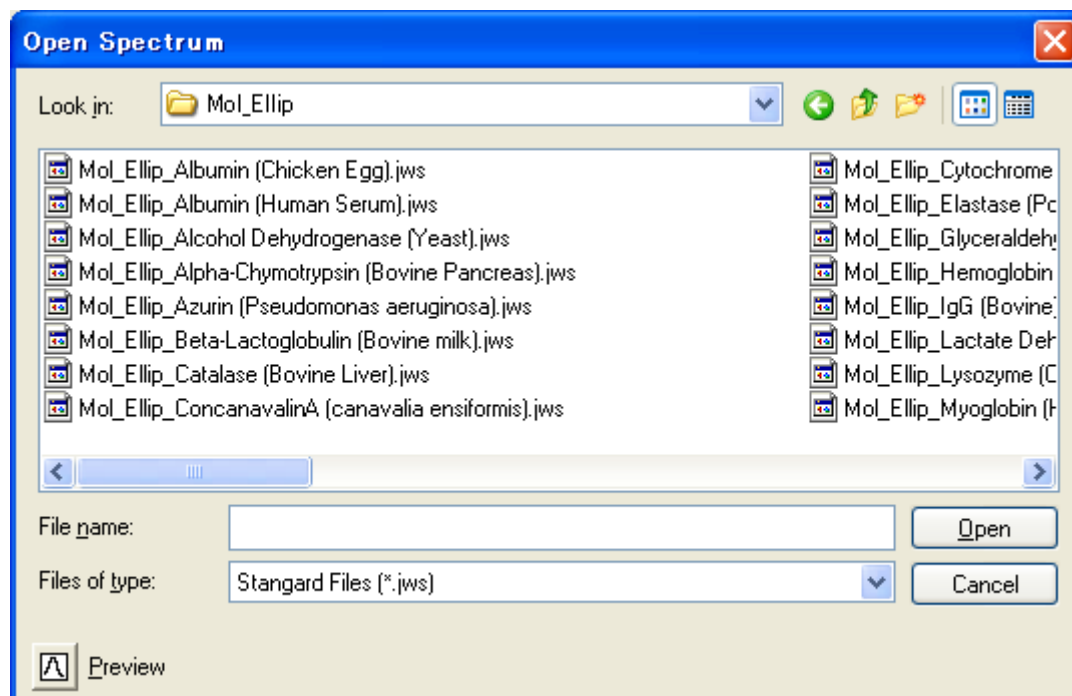 Open Spectrum
Look in:
Mol_Ellip
Mol_Ellip_Albumin (Chicken Egg).jws
Mol_Ellip_Albumin (Human Serum).jws
Mol_Ellip_Alcohol Dehydrogenase (Yeast).jws
Mol_Ellip_Alpha-Chymotrypsin (Bovine Pancreas).jws
Mol_Ellip_Azurin (Pseudomonas aeruginosa).jws
Mol_Ellip_Beta-Lactoglobulin (Bovine milk).jws
Mol_Ellip_Catalase (Bovine Liver).jws
Mol_Ellip_ConcanavalinA (canavalia ensiformis).jws
Mol_Ellip_Cytochrome
Mol_Ellip_Elastase
Mol_Ellip_Glyceraldehy
Mol_Ellip_Hemoglobin
Mol_Ellip_IgG (Bovine)
Mol_Ellip_Lactate
Mol_Ellip_Lysozyme
Mol_Ellip_Myoglobin
File name:
Open
Files of type:
Stangard Files (*.jws)
Cancel
Preview